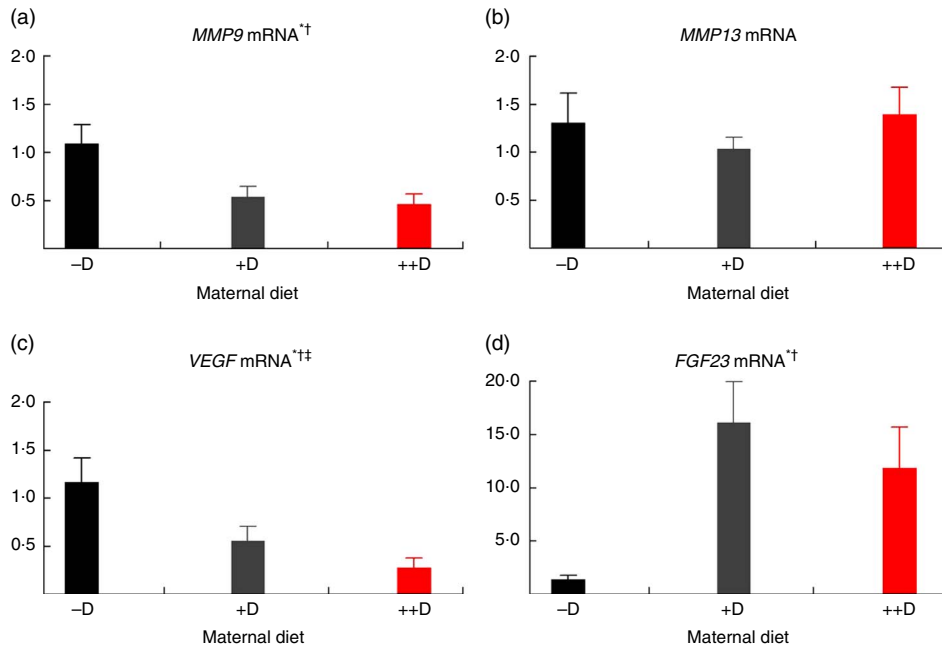 (a)
MMP9 mRNA*†
2·0
1·5
1·0
0·5
–D +D ++D
Maternal diet
(b)
MMP13 mRNA
2·0
1·5
1·0
0·5
–D +D ++D
Maternal diet
(c)
VEGF mRNA*†‡
2·0
1·5
1·0
0·5
–D +D ++D
Maternal diet
(d)
FGF23 mRNA*†
20·0
15·0
10·0
5·0
–D +D ++D
Maternal diet